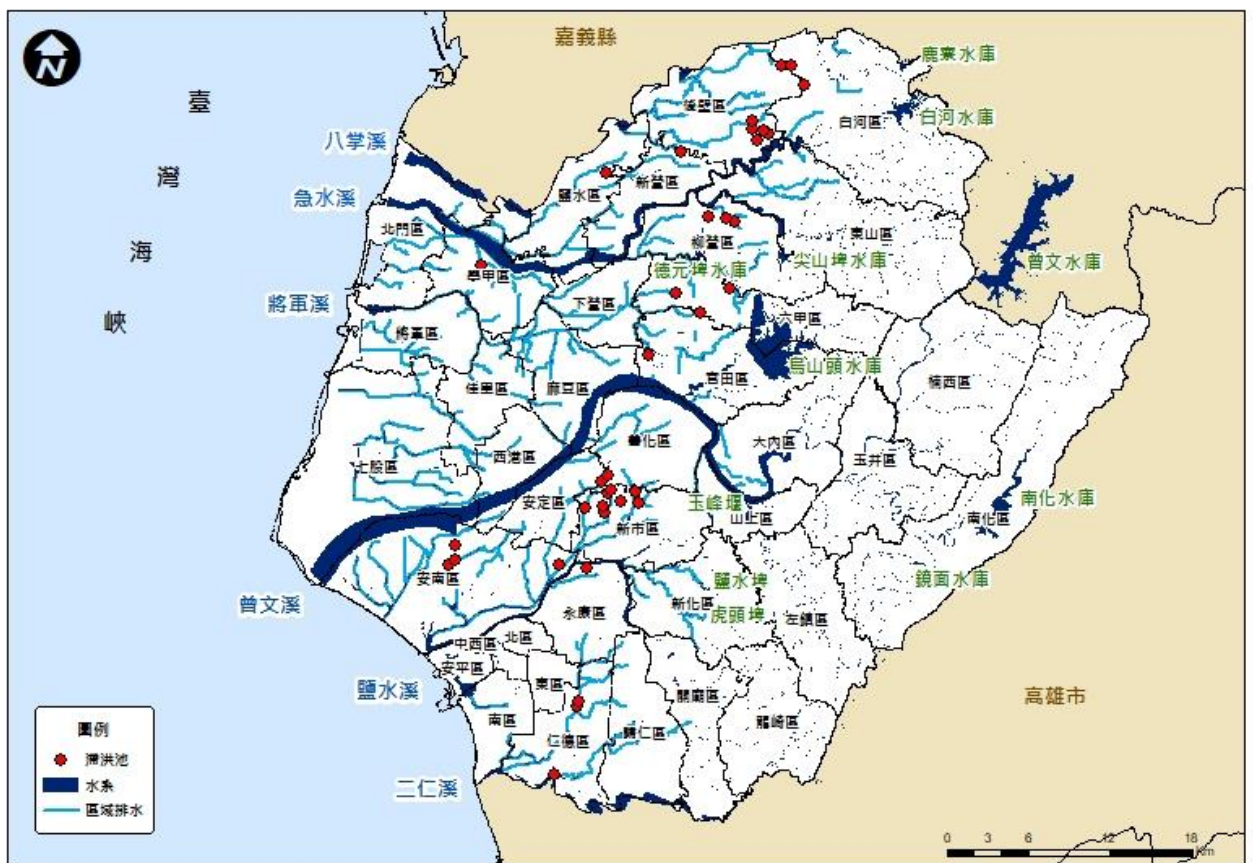 N
嘉義縣
臺
灣
海
峽
鹿寮水庫
白河水庫
後壁區
白河區
八掌溪
新營區
鹽水區
急水溪
北門區
柳營區
東山區
尖山埤水庫
曾文水庫
學甲區
德元埤水庫
將軍溪
下營區
六甲區
將軍區
烏山頭水庫
官田區
楠西區
佳里區
麻豆區
善化區
大內區
西港區
七股區
玉井區
安定區
玉峰堰
南化水庫
山上區
南化區
新市區
安南區
鹽水埤
鏡面水庫
曾文溪
新化區
虎頭埤
左鎮區
永康區
北區
中西區
安平區
鹽水溪
東區
關廟區
高雄市
南區
龍崎區
仁德區
歸仁區
二仁溪
圖例
滯洪池
水系
區域排水
0 3 6 12 18
Km